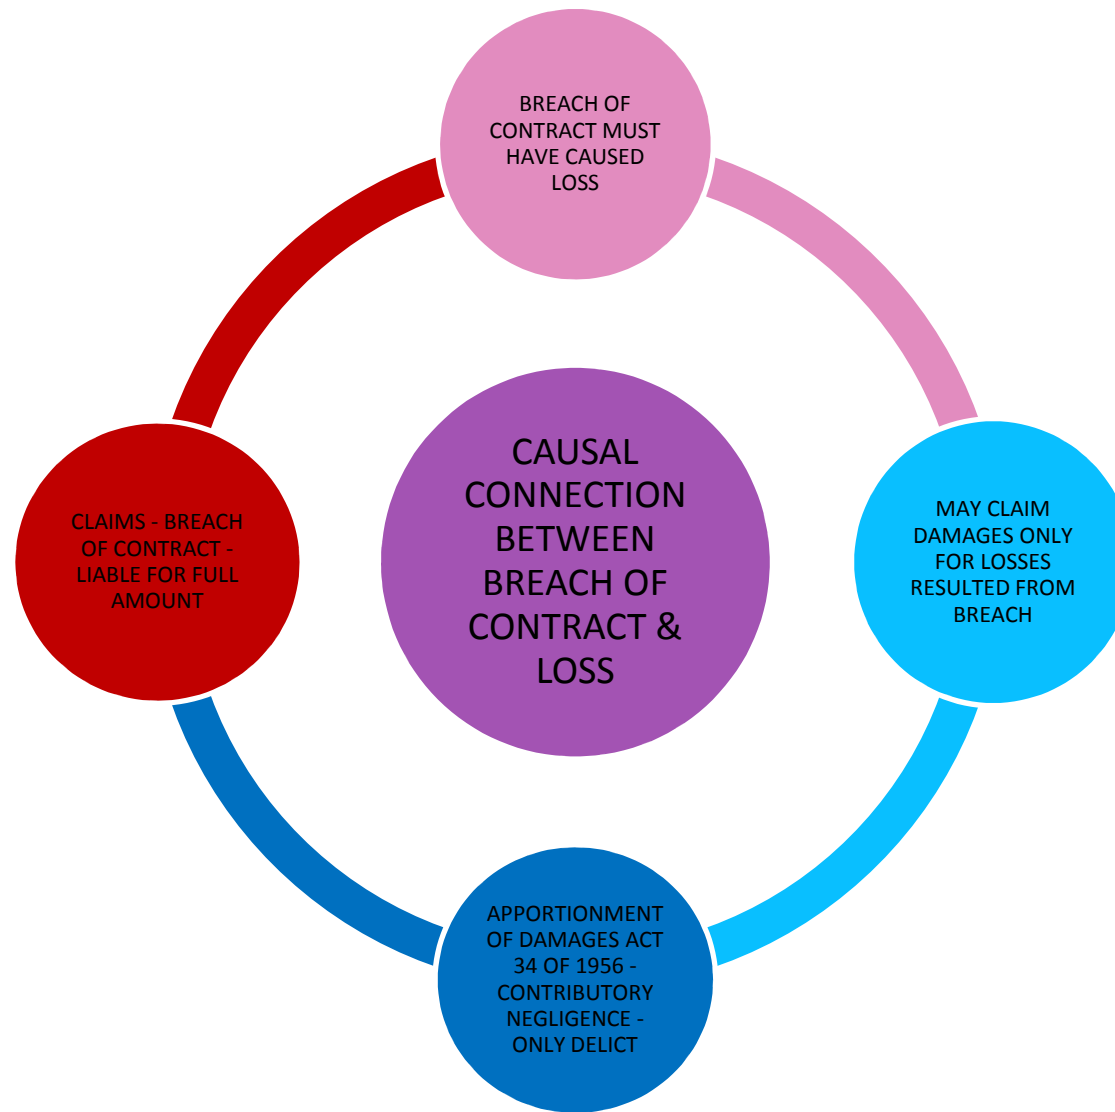 BREACH OF
CONTRACT MUST
HAVE CAUSED
LOSS
CAUSAL
CONNECTION
BETWEEN
BREACH OF
CONTRACT &
LOSS
MAY CLAIM
DAMAGES ONLY
FOR LOSSES
RESULTED FROM
BREACH
APPORTIONMENT
OF DAMAGES ACT
34 OF 1956 -
CONTRIBUTORY
NEGLIGENCE -
ONLY DELICT
CLAIMS - BREACH
OF CONTRACT -
LIABLE FOR FULL
AMOUNT